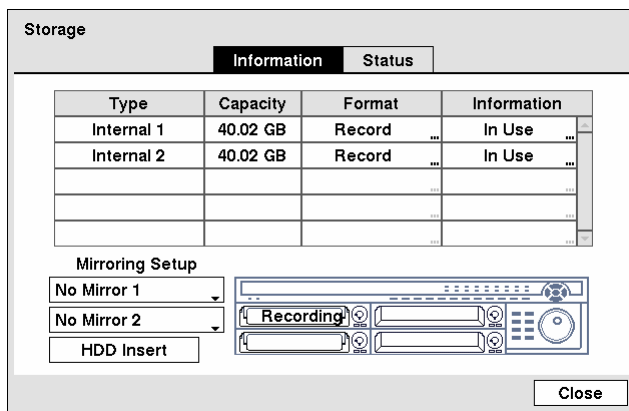 Storage
Information Status
Type Capacity Format Information
Internal 1 40.02 GB Record ... In Use ...
Internal 2 40.02 GB Record ... In Use ...
... ...
... ...
... ...
Mirroring Setup
No Mirror 1
No Mirror 2
Recording
HDD Insert
Close